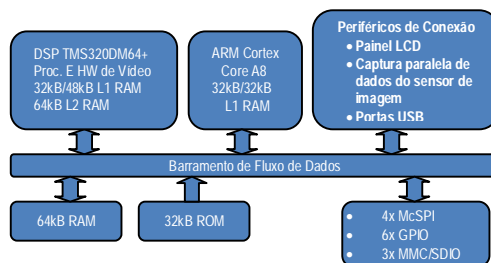 DSP TMS320DM64+
Proc. E HW de Vídeo
32kB/48kB L1 RAM
64kB L2 RAM
ARM Cortex
Core A8
32kB/32kB
L1 RAM
Periféricos de Conexão
• Painel LCD
• Captura paralela de
dados do sensor de
imagem
• Portas USB
Barramento de Fluxo de Dados
64kB RAM
32kB ROM
• 4x McSPI
• 6x GPIO
• 3x MMC/SDIO